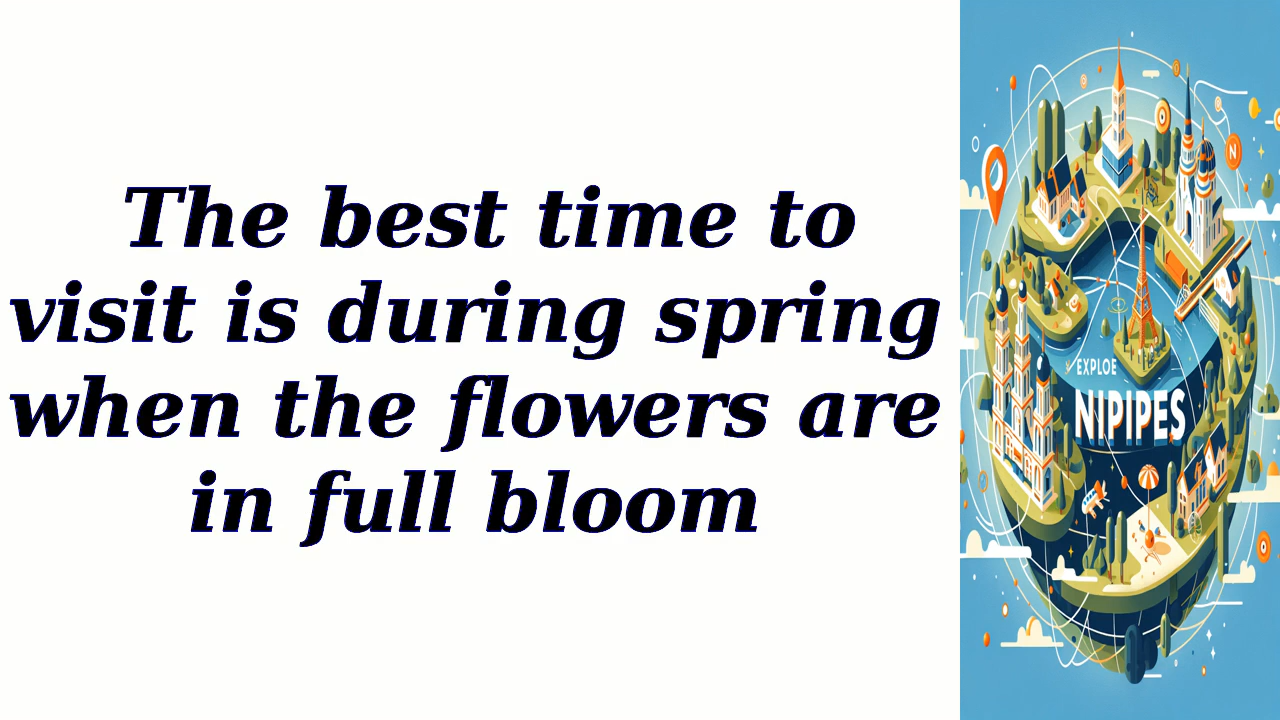 The best time to
visit is during spring
when the flowers are
in full bloom
EXPLOE
NIPIPES
N